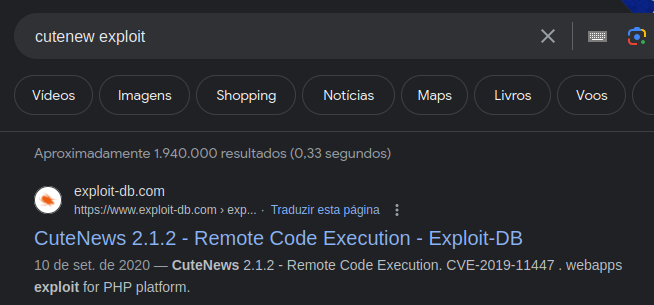 cutenew exploit
Vídeos Imagens Shopping Notícias Maps Livros Voos
Aproximadamente 1.940.000 resultados (0,33 segundos)
exploit-db.com
https://www.exploit-db.com › exp... · Traduzir esta página
CuteNews 2.1.2 - Remote Code Execution - Exploit-DB
10 de set. de 2020 — CuteNews 2.1.2 - Remote Code Execution. CVE-2019-11447 . webapps
exploit for PHP platform.